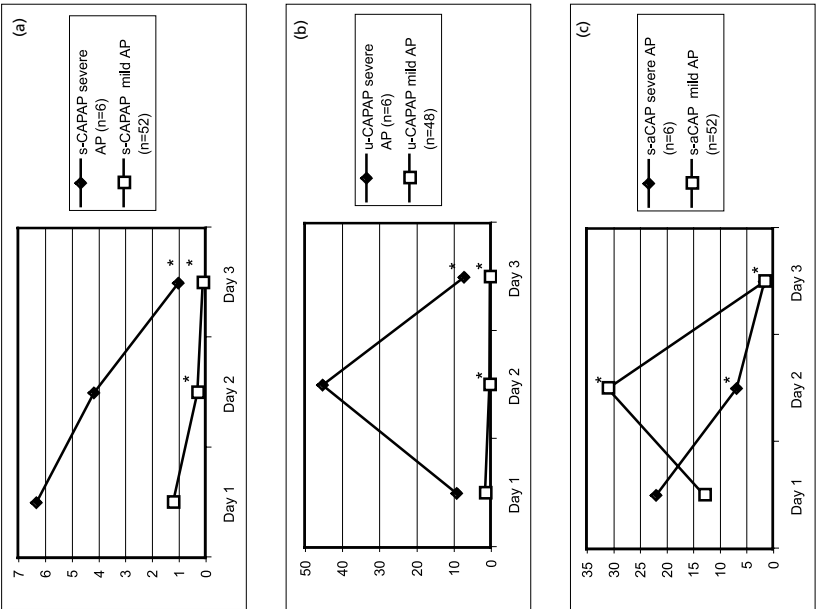 (a)
7
6
5
4
3
2
1
0
Day 1
Day 2
Day 3
*
*
*
s-CAPAP severe
AP (n=6)
s-CAPAP mild AP
(n=52)
(b)
50
40
30
20
10
0
Day 1
Day 2
Day 3
*
*
*
u-CAPAP severe
AP (n=6)
u-CAPAP mild AP
(n=48)
(c)
35
30
25
20
15
10
5
0
Day 1
Day 2
Day 3
*
*
*
s-aCAP severe AP
(n=6)
s-aCAP mild AP
(n=52)